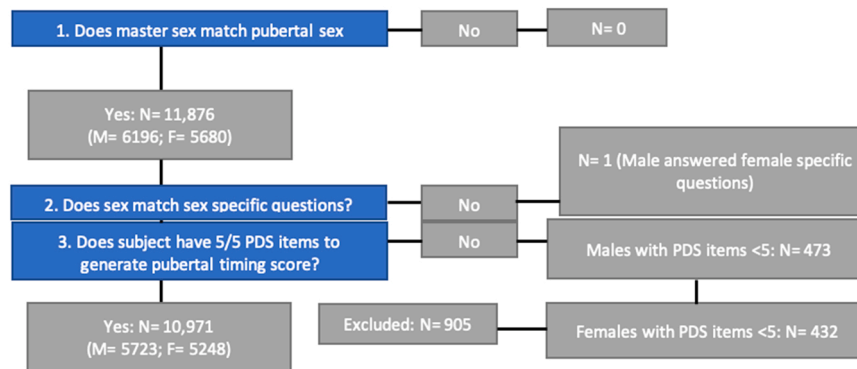 1. Does master sex match pubertal sex
No
N= 0
Yes: N= 11,876
(M= 6196; F= 5680)
N= 1 (Male answered female specific
questions)
2. Does sex match sex specific questions?
No
3. Does subject have 5/5 PDS items to
generate pubertal timing score?
No
Males with PDS items <5: N= 473
Yes: N= 10,971
(M= 5723; F= 5248)
Excluded: N= 905
Females with PDS items <5: N= 432